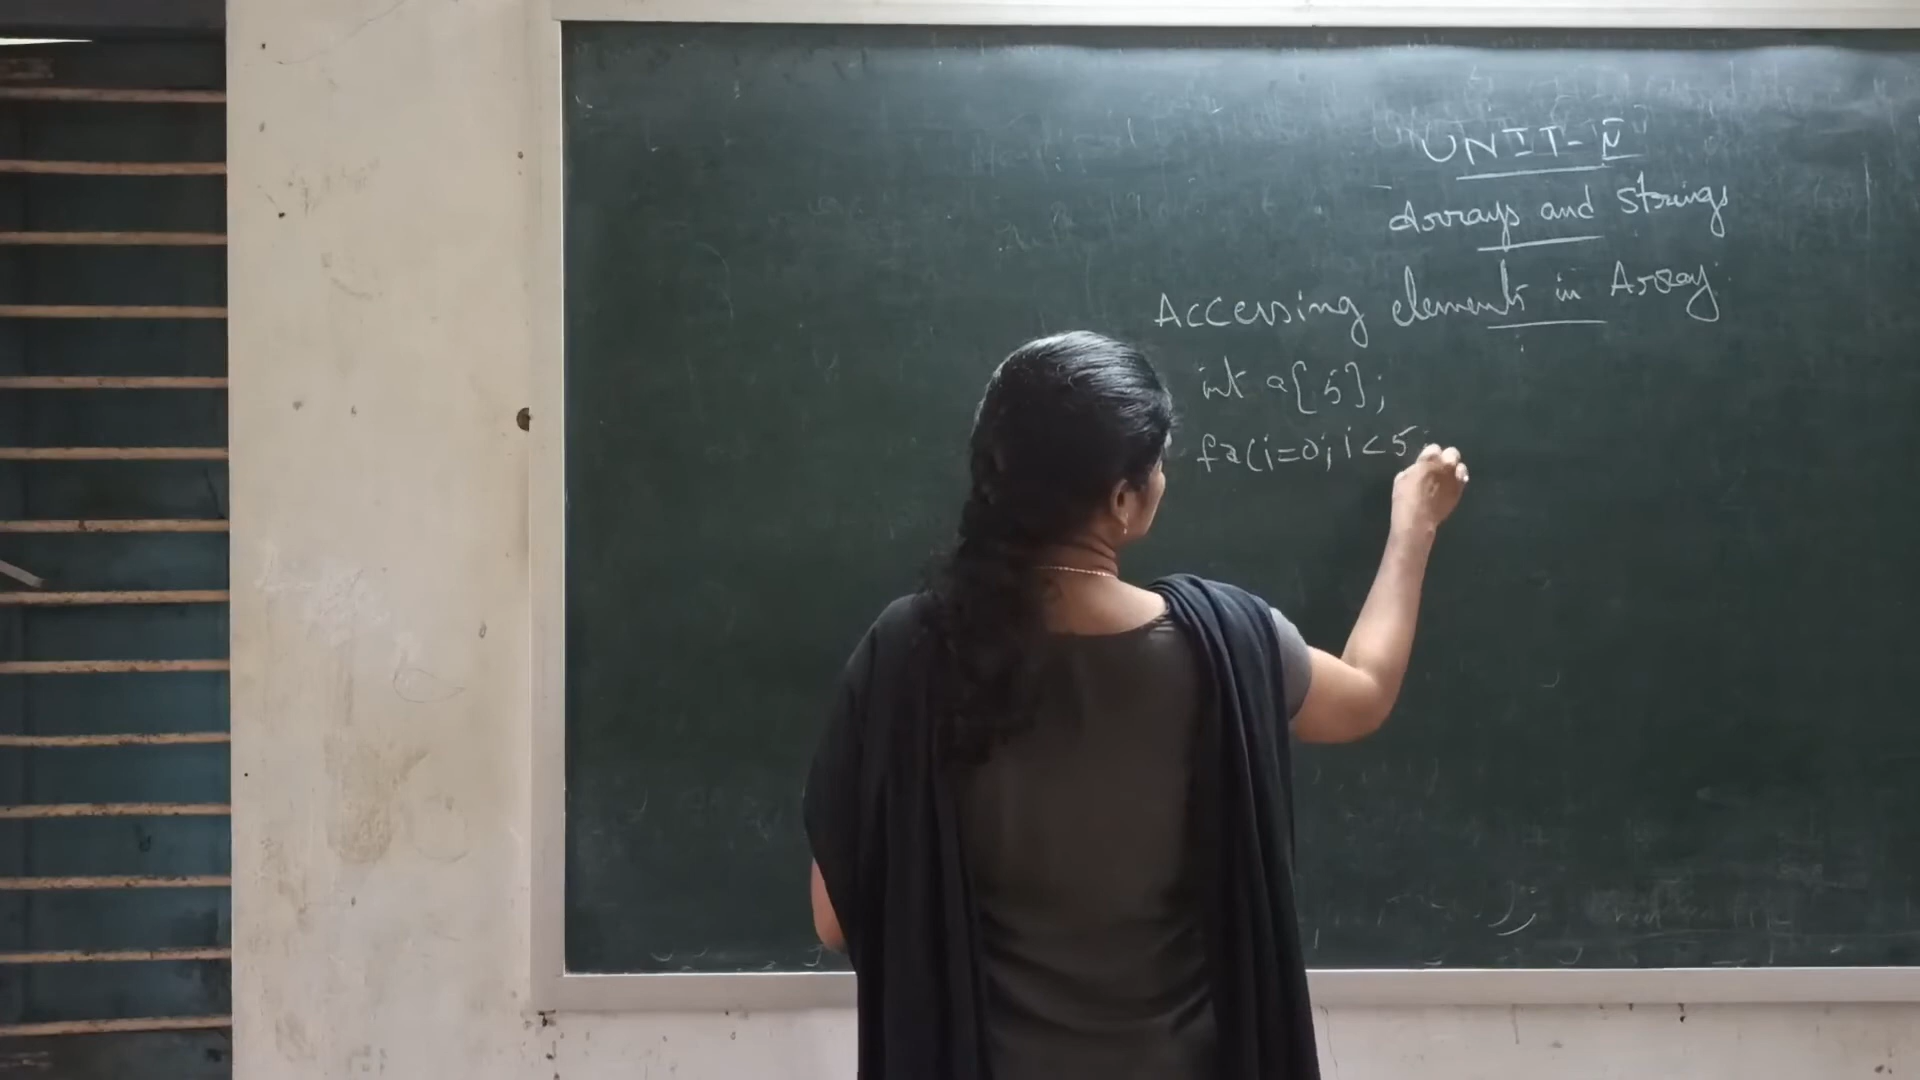 UNIT-IV
Arrays and Strings
Accessing elements in Array
int a[5];
for(i=0; i<5;